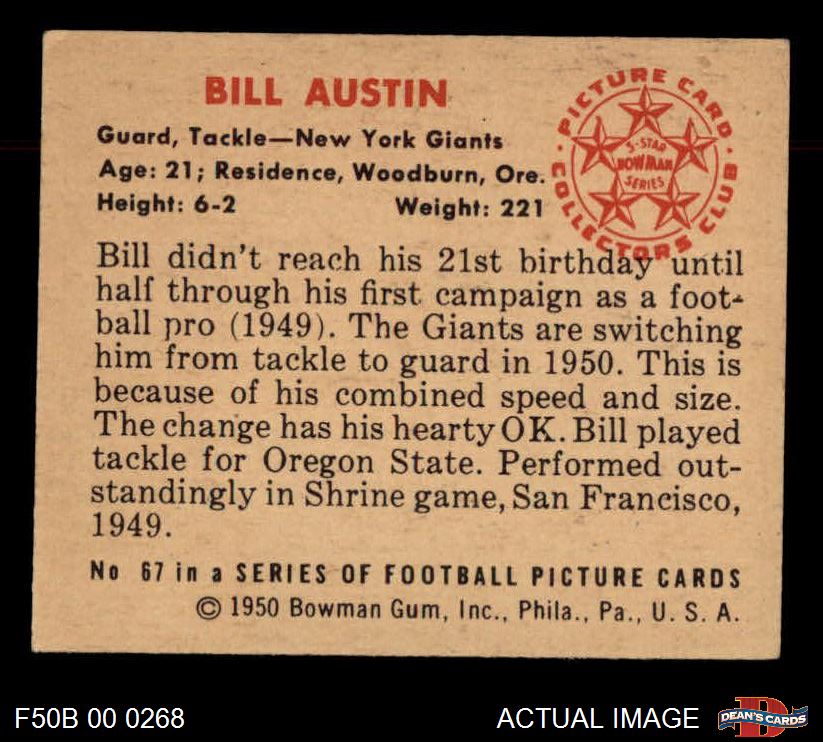 BILL AUSTIN
Guard, Tackle—New York Giants
Age: 21; Residence, Woodburn, Ore.
Height: 6-2 Weight: 221
PICTURE CARD
COLLECTORS CLUB
5-STAR
BOWMAN
SERIES
Bill didn't reach his 21st birthday until
half through his first campaign as a foot-
ball pro (1949). The Giants are switching
him from tackle to guard in 1950. This is
because of his combined speed and size.
The change has his hearty OK. Bill played
tackle for Oregon State. Performed out-
standingly in Shrine game, San Francisco,
1949.
No 67 in a SERIES OF FOOTBALL PICTURE CARDS
© 1950 Bowman Gum, Inc., Phila., Pa., U. S. A.
F50B 00 0268 ACTUAL IMAGE
DEAN'S CARDS